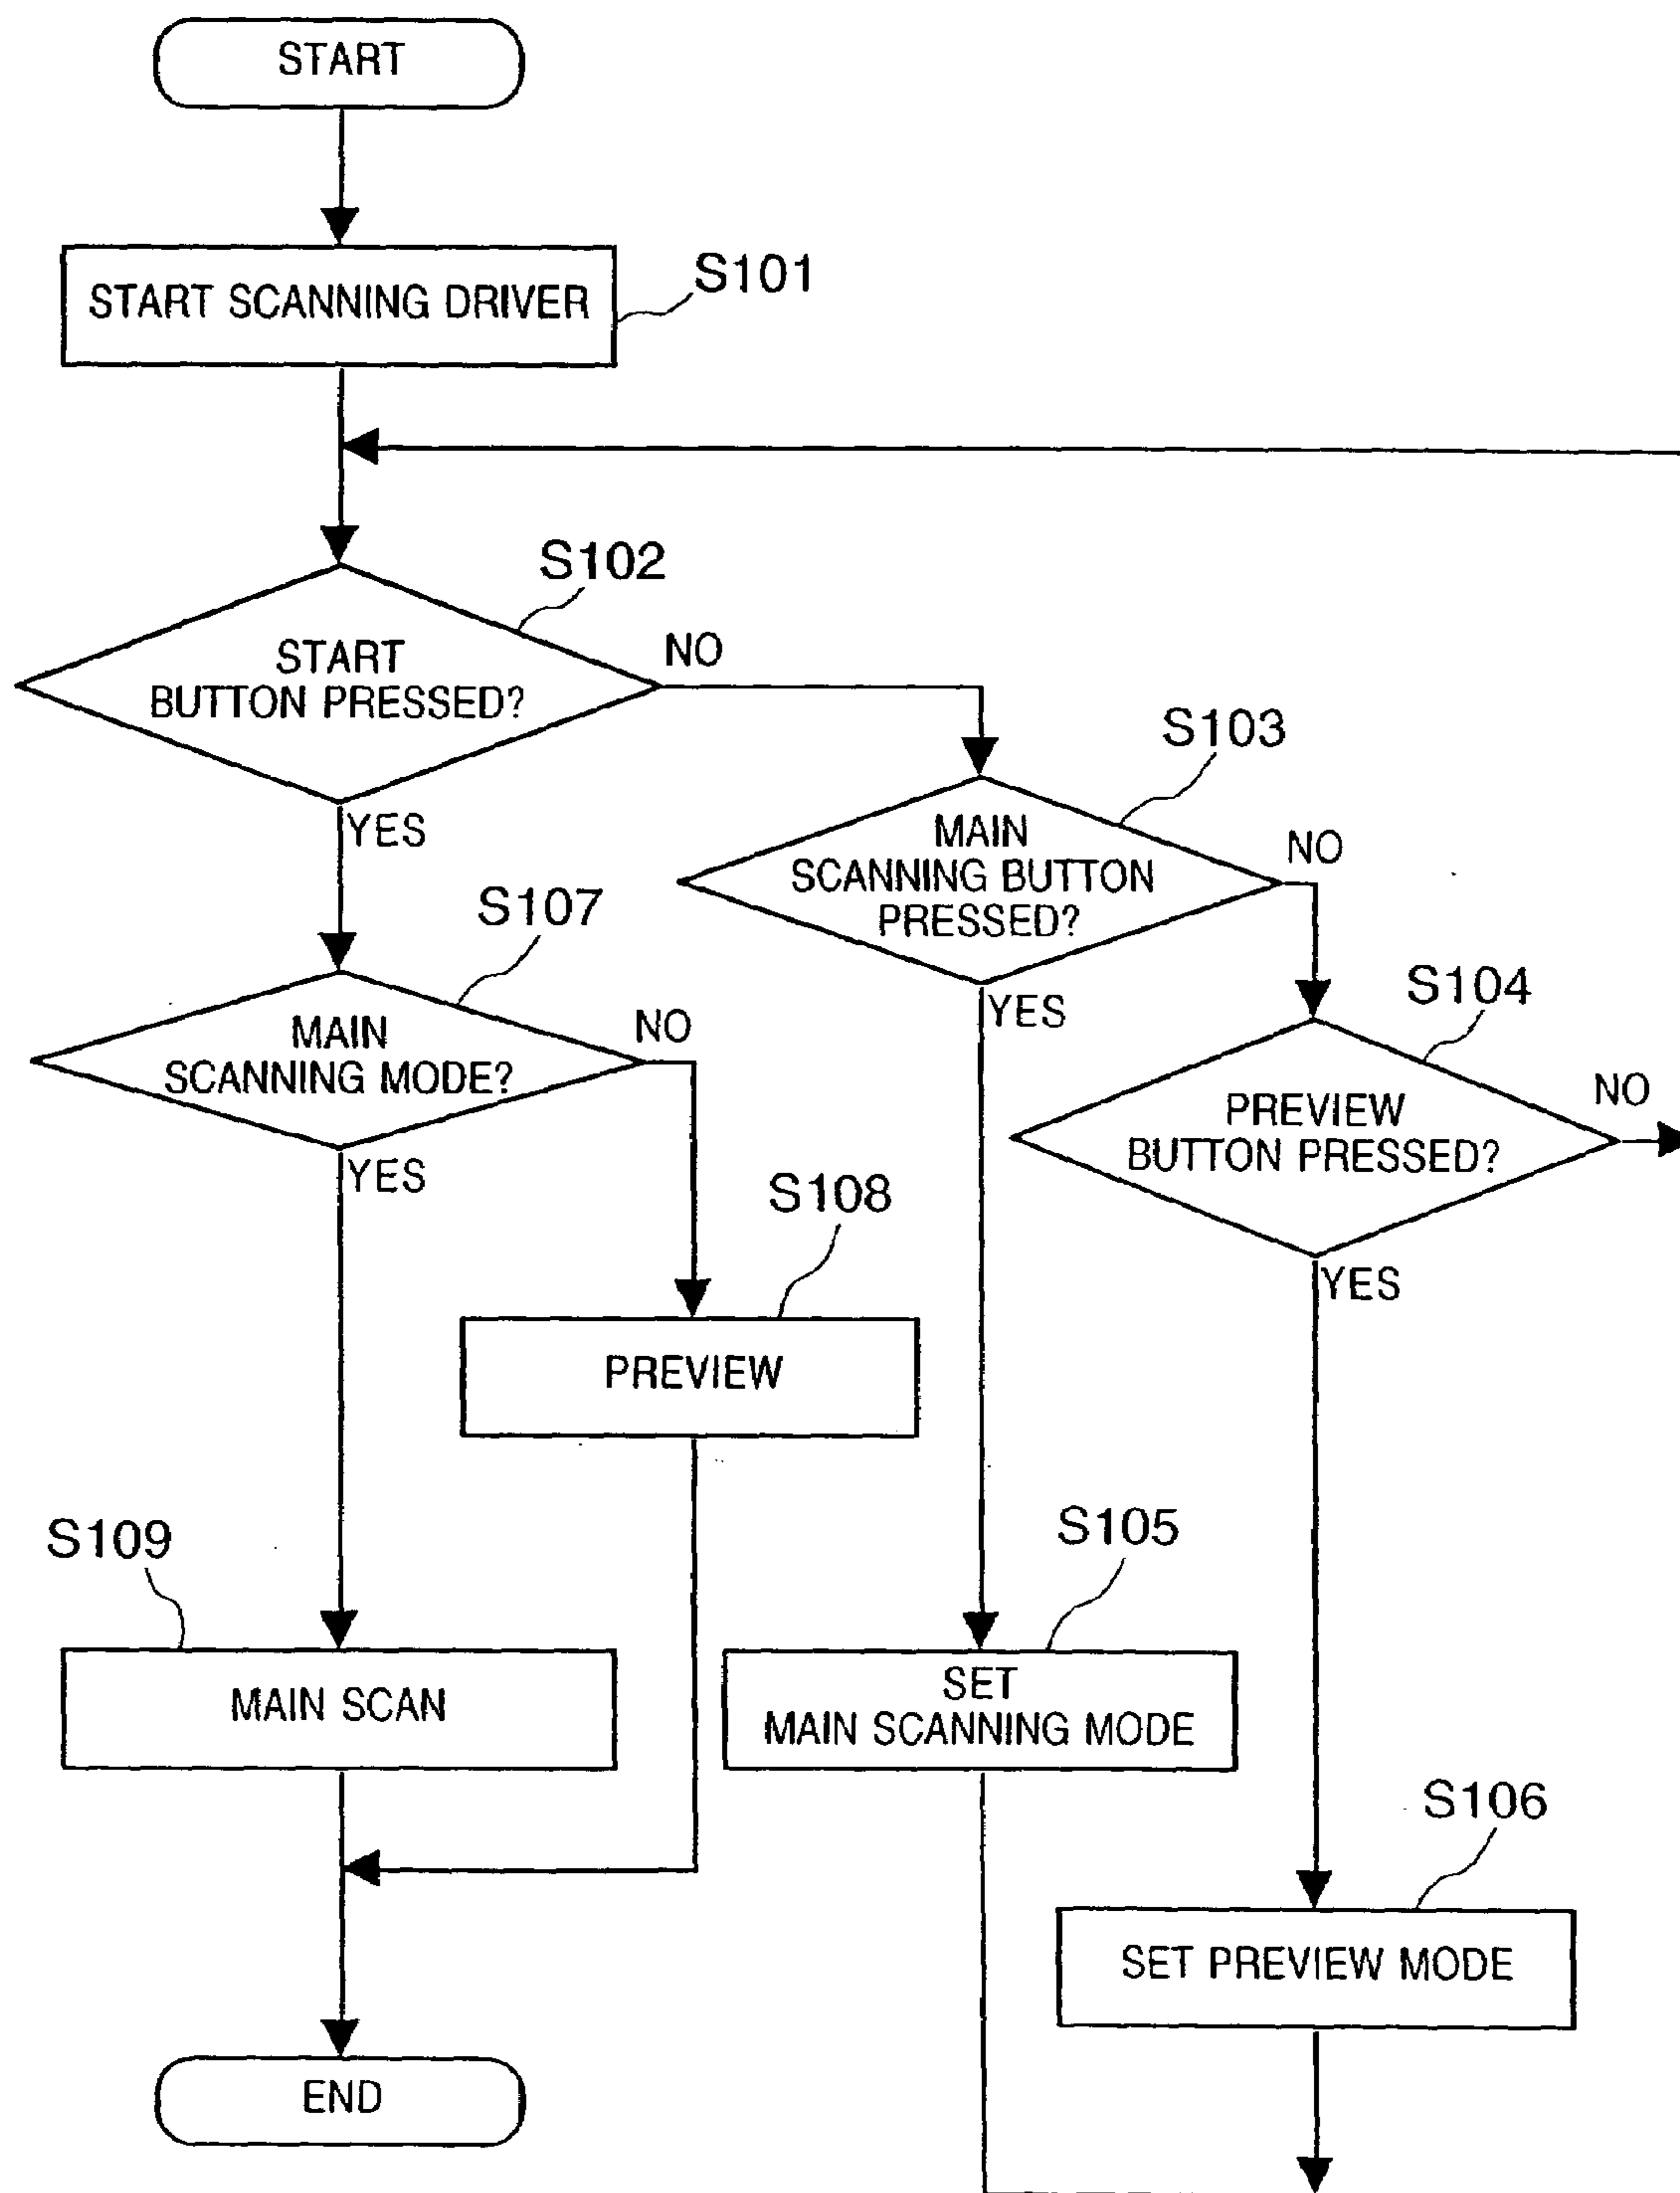 START
START SCANNING DRIVER
S101
S102
START
BUTTON PRESSED?
NO
YES
S103
MAIN
SCANNING BUTTON
PRESSED?
NO
YES
S107
MAIN
SCANNING MODE?
NO
YES
S104
PREVIEW
BUTTON PRESSED?
NO
YES
S108
PREVIEW
S109
MAIN SCAN
S105
SET
MAIN SCANNING MODE
S106
SET PREVIEW MODE
END